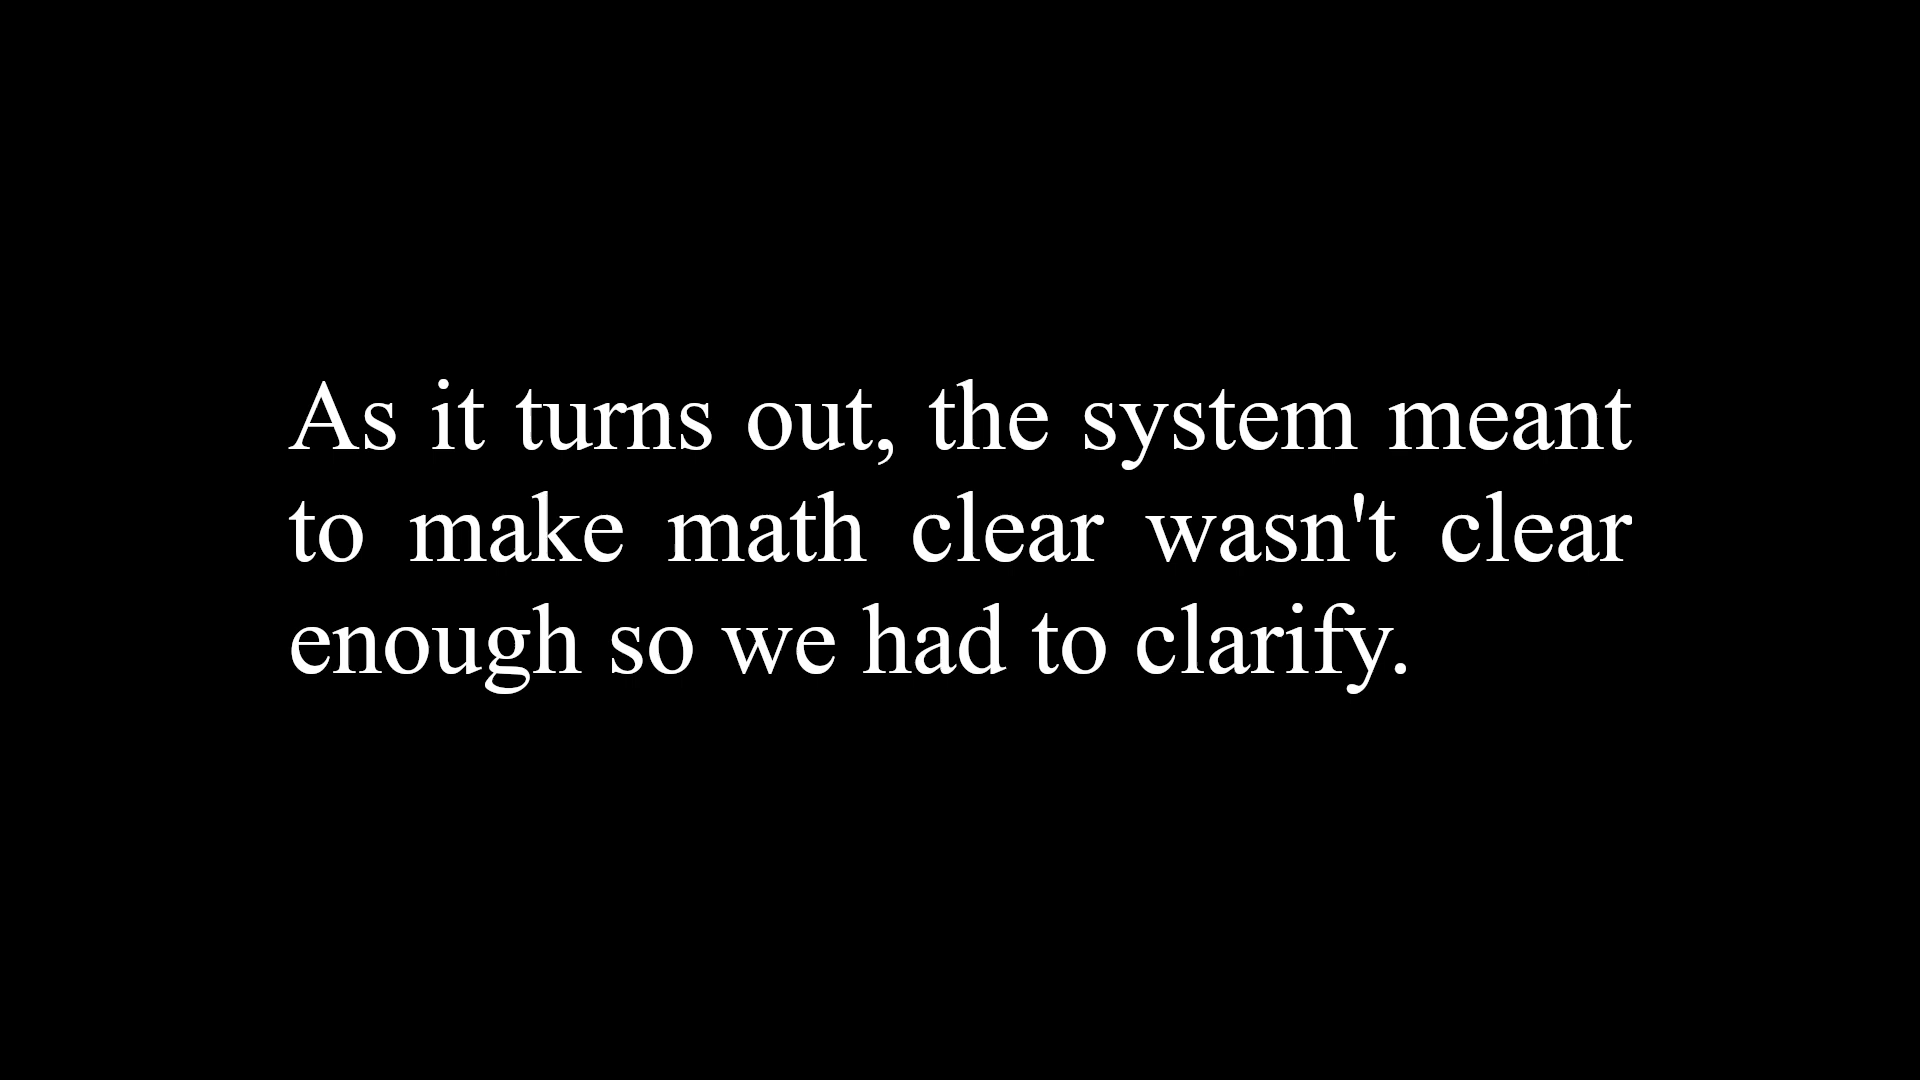 As it turns out, the system meant
to make math clear wasn't clear
enough so we had to clarify.